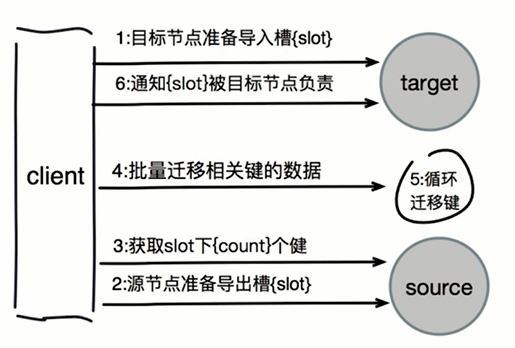 1:目标节点准备导入槽{slot}
target
6:通知{slot}被目标节点负责
client
4:批量迁移相关键的数据
5:循环
迁移键
3:获取slot下{count}个健
source
2:源节点准备导出槽{slot}